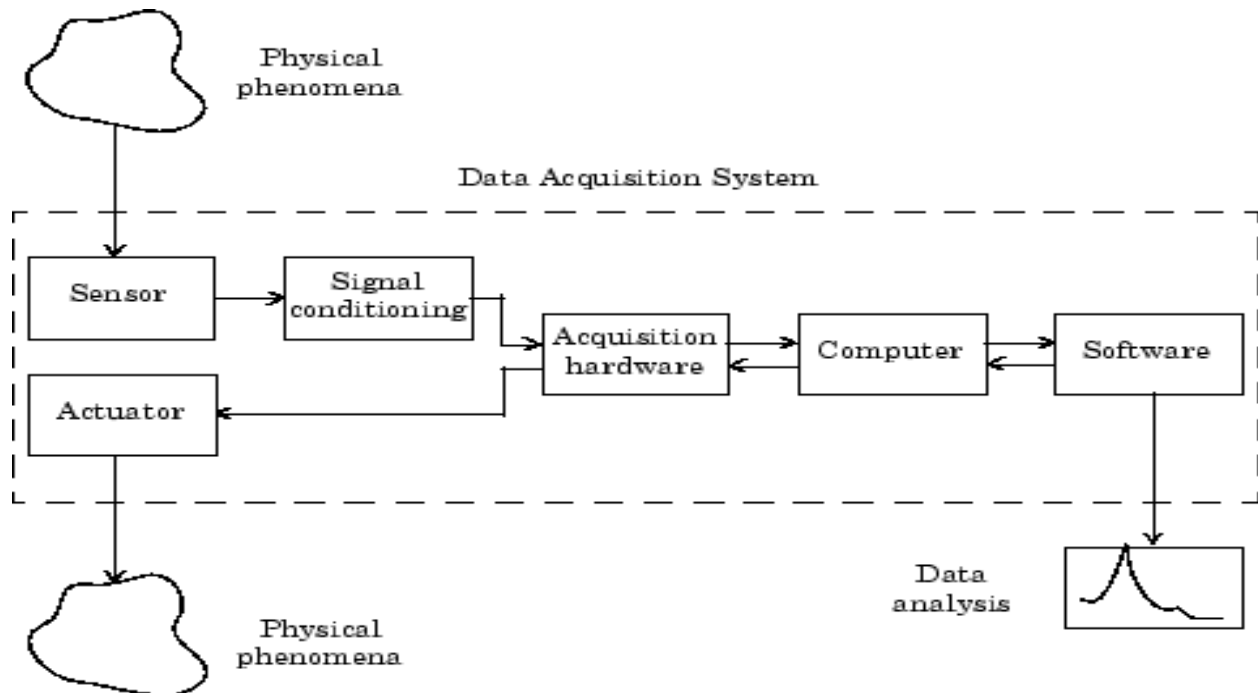 Physical
phenomena
Data Acquisition System
Sensor
Signal
conditioning
Acquisition
hardware
Computer
Software
Actuator
Data
analysis
Physical
phenomena